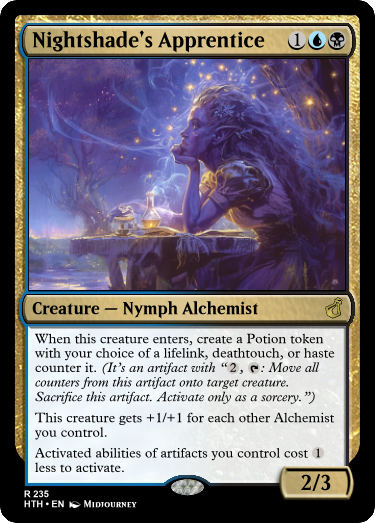 Nightshade's Apprentice 1
Creature — Nymph Alchemist
When this creature enters, create a Potion token
with your choice of a lifelink, deathtouch, or haste
counter it. (It's an artifact with “2, : Move all
counters from this artifact onto target creature.
Sacrifice this artifact. Activate only as a sorcery.”)
This creature gets +1/+1 for each other Alchemist
you control.
Activated abilities of artifacts you control cost 1
less to activate.
2/3
R 235
HTH • EN Midjourney